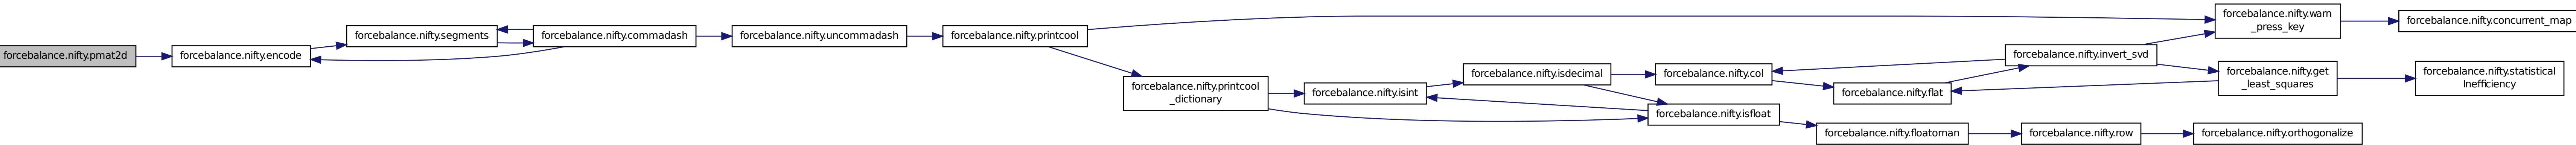 forcebalance.nifty.pmat2d
forcebalance.nifty.encode
forcebalance.nifty.segments
forcebalance.nifty.commadash
forcebalance.nifty.uncommadash
forcebalance.nifty.printcool
forcebalance.nifty.printcool
_dictionary
forcebalance.nifty.isint
forcebalance.nifty.isdecimal
forcebalance.nifty.isfloat
forcebalance.nifty.col
forcebalance.nifty.flat
forcebalance.nifty.floatornan
forcebalance.nifty.invert_svd
forcebalance.nifty.row
forcebalance.nifty.warn
_press_key
forcebalance.nifty.get
_least_squares
forcebalance.nifty.orthogonalize
forcebalance.nifty.concurrent_map
forcebalance.nifty.statistical
Inefficiency